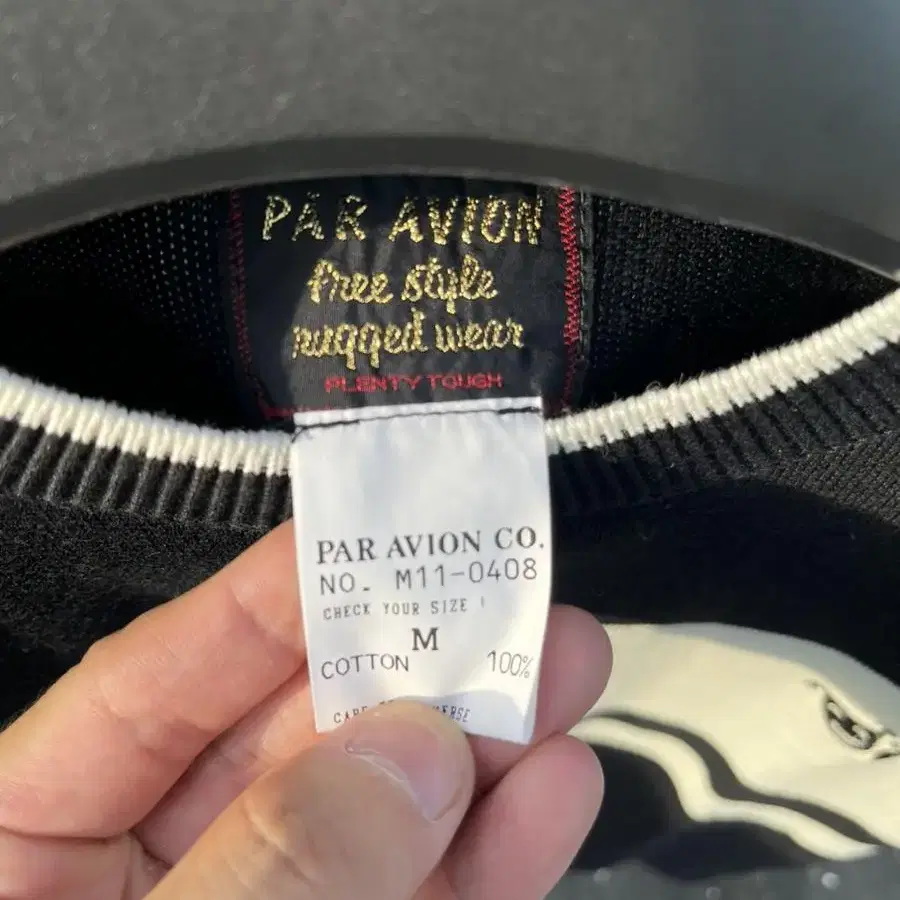 PAR AVION
free style
rugged wear
PLENTY TOUGH
PAR AVION CO.
NO. M11-0408
CHECK YOUR SIZE !
M
COTTON 100%